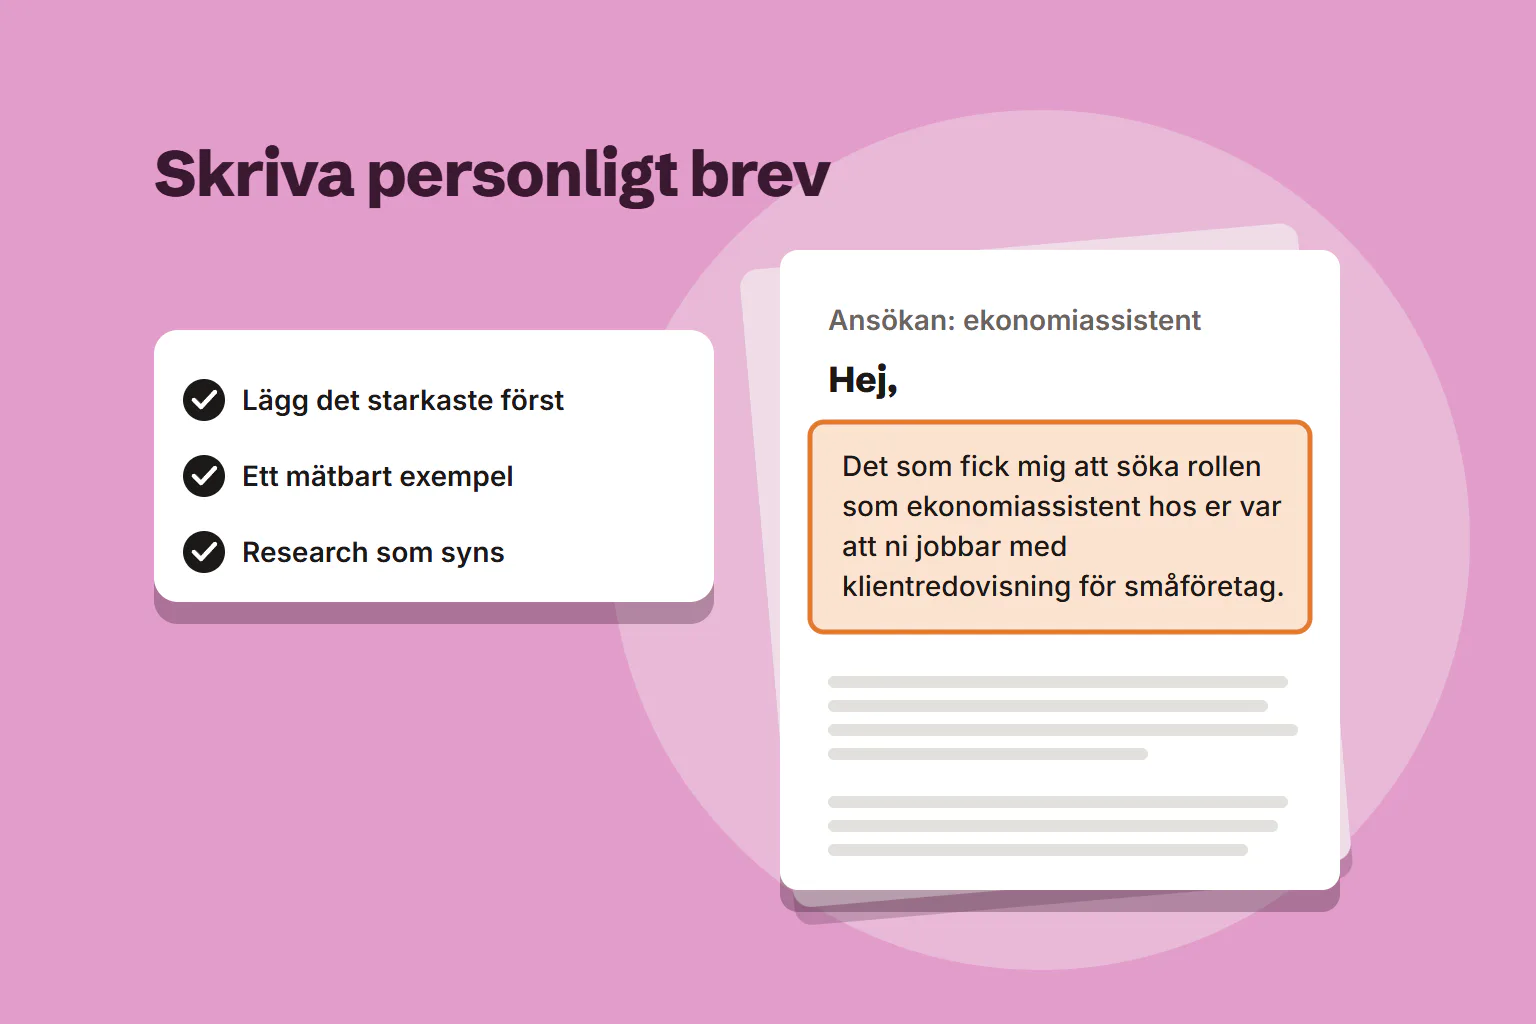 Skriva personligt brev
Lägg det starkaste först
Ett mätbart exempel
Research som syns
Ansökan: ekonomiassistent
Hej,
Det som fick mig att söka rollen
som ekonomiassistent hos er var
att ni jobbar med
klientredovisning för småföretag.